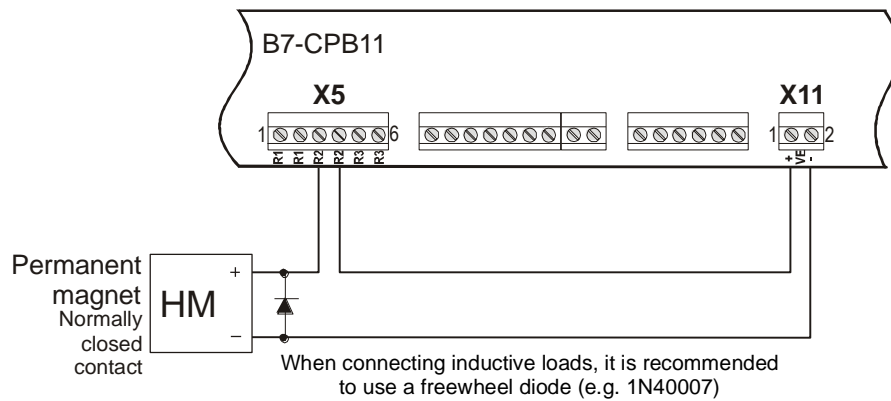 B7-CPB11
X5
X11
1
6
1
2
R1
R1
R2
R2
R3
R3
+
VE
-
Permanent
magnet
Normally
closed
contact
HM
+
–
When connecting inductive loads, it is recommended
to use a freewheel diode (e.g. 1N40007)